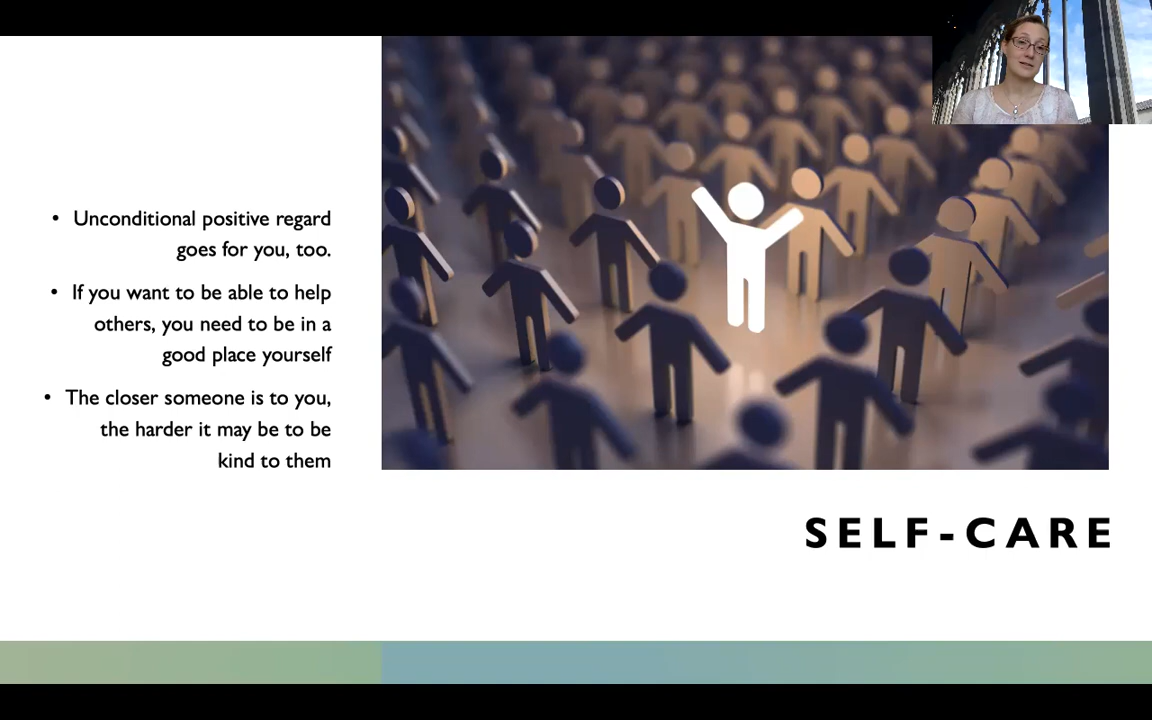 • Unconditional positive regard
goes for you, too.
• If you want to be able to help
others, you need to be in a
good place yourself
• The closer someone is to you,
the harder it may be to be
kind to them
SELF-CARE